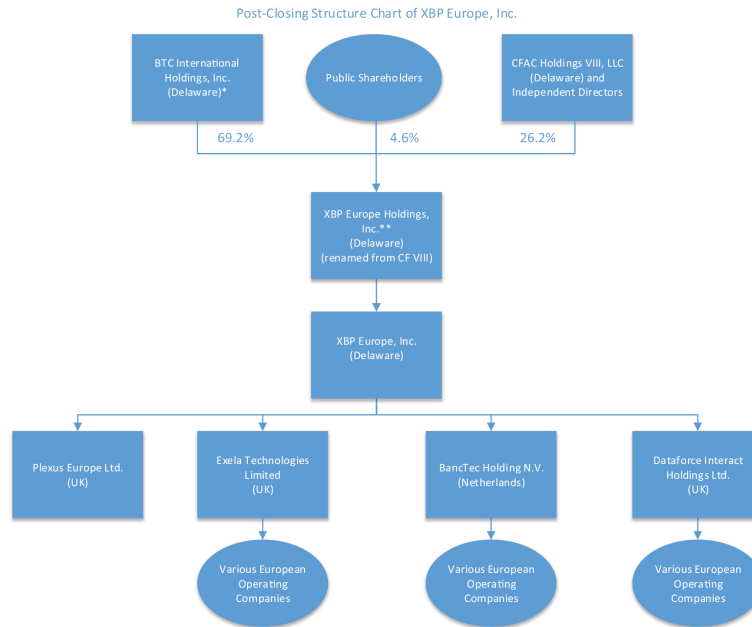 Post-Closing Structure Chart of XBP Europe, Inc.
BTC International
Holdings, Inc.
(Delaware)*
Public Shareholders
CFAC Holdings VIII, LLC
(Delaware) and
Independent Directors
69.2%
4.6%
26.2%
XBP Europe Holdings,
Inc.**
(Delaware)
(renamed from CF VIII)
XBP Europe, Inc.
(Delaware)
Plexus Europe Ltd.
(UK)
Exela Technologies
Limited
(UK)
BancTec Holding N.V.
(Netherlands)
Dataforce Interact
Holdings Ltd.
(UK)
Various European
Operating
Companies
Various European
Operating
Companies
Various European
Operating
Companies